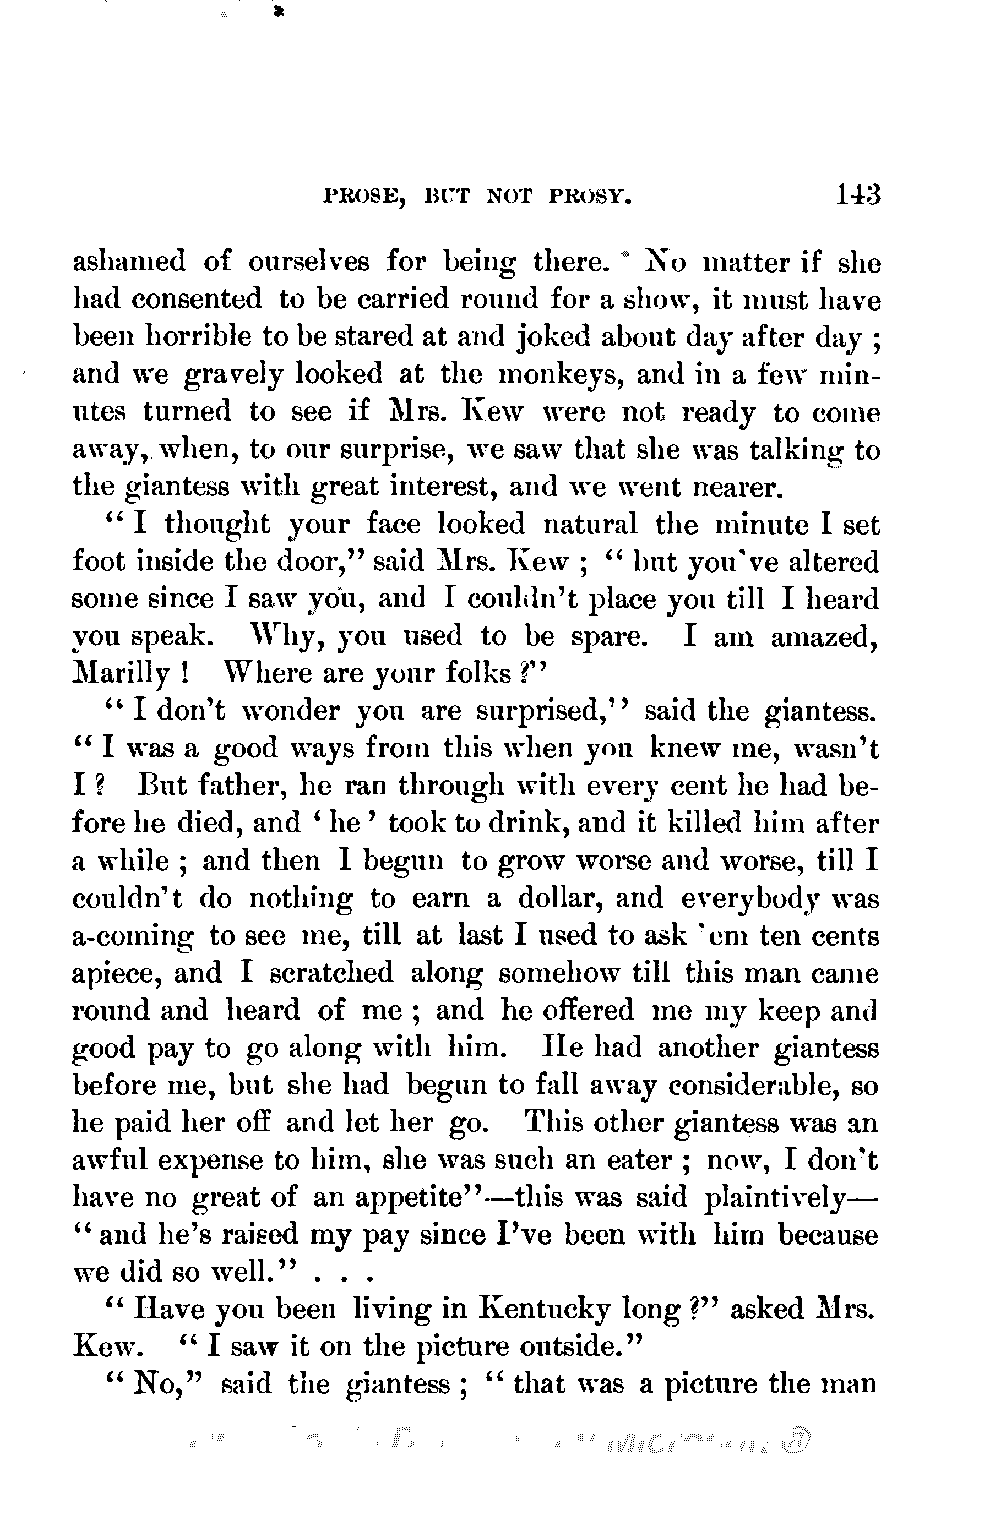 PROSE, BUT NOT PROSY. 143
ashamed of ourselves for being there. No matter if she
had consented to be carried round for a show, it must have
been horrible to be stared at and joked about day after day ;
and we gravely looked at the monkeys, and in a few min-
utes turned to see if Mrs. Kew were not ready to come
away, when, to our surprise, we saw that she was talking to
the giantess with great interest, and we went nearer.
“ I thought your face looked natural the minute I set
foot inside the door,” said Mrs. Kew ; “ but you've altered
some since I saw you, and I couldn't place you till I heard
you speak. Why, you used to be spare. I am amazed,
Marilly ! Where are your folks ?”
“ I don't wonder you are surprised,” said the giantess.
“ I was a good ways from this when you knew me, wasn't
I ? But father, he ran through with every cent he had be-
fore he died, and ‘ he ’ took to drink, and it killed him after
a while ; and then I begun to grow worse and worse, till I
couldn't do nothing to earn a dollar, and everybody was
a-coming to see me, till at last I used to ask 'em ten cents
apiece, and I scratched along somehow till this man came
round and heard of me ; and he offered me my keep and
good pay to go along with him. He had another giantess
before me, but she had begun to fall away considerable, so
he paid her off and let her go. This other giantess was an
awful expense to him, she was such an eater ; now, I don't
have no great of an appetite”—this was said plaintively—
“ and he's raised my pay since I've been with him because
we did so well.” . . .
“ Have you been living in Kentucky long ?” asked Mrs.
Kew. “ I saw it on the picture outside.”
“ No,” said the giantess ; “ that was a picture the man